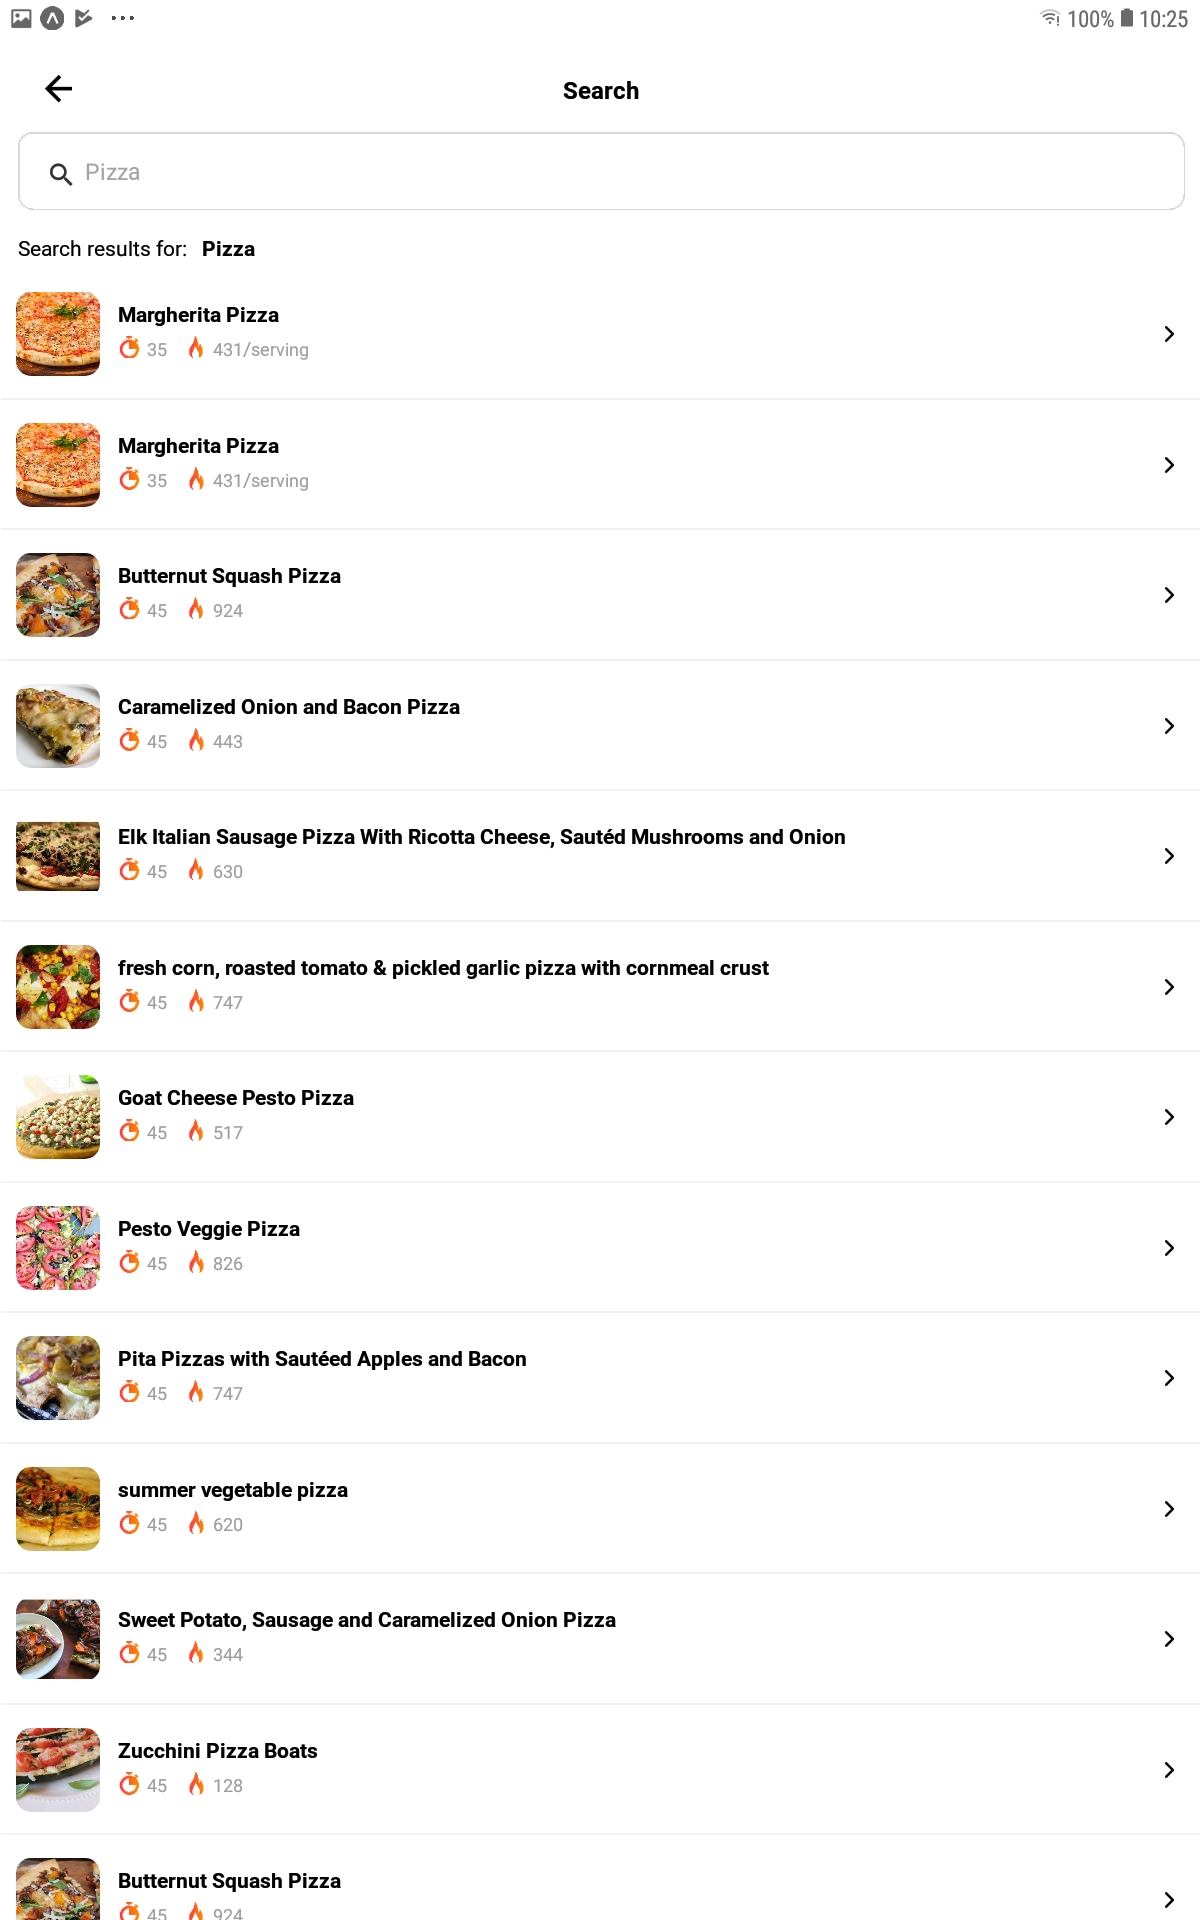 100% 10:25
Search
Pizza
Search results for: Pizza
Margherita Pizza
35 431/serving
Margherita Pizza
35 431/serving
Butternut Squash Pizza
45 924
Caramelized Onion and Bacon Pizza
45 443
Elk Italian Sausage Pizza With Ricotta Cheese, Sautéd Mushrooms and Onion
45 630
fresh corn, roasted tomato & pickled garlic pizza with cornmeal crust
45 747
Goat Cheese Pesto Pizza
45 517
Pesto Veggie Pizza
45 826
Pita Pizzas with Sautéed Apples and Bacon
45 747
summer vegetable pizza
45 620
Sweet Potato, Sausage and Caramelized Onion Pizza
45 344
Zucchini Pizza Boats
45 128
Butternut Squash Pizza
45 924